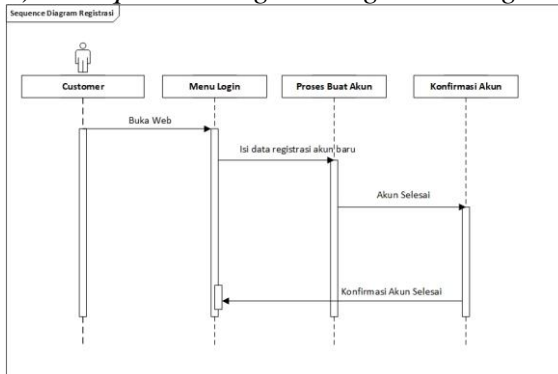 Sequence Diagram Registrasi
Customer
Menu Login
Proses Buat Akun
Konfirmasi Akun
Buka Web
Isi data registrasi akun baru
Akun Selesai
Konfirmasi Akun Selesai